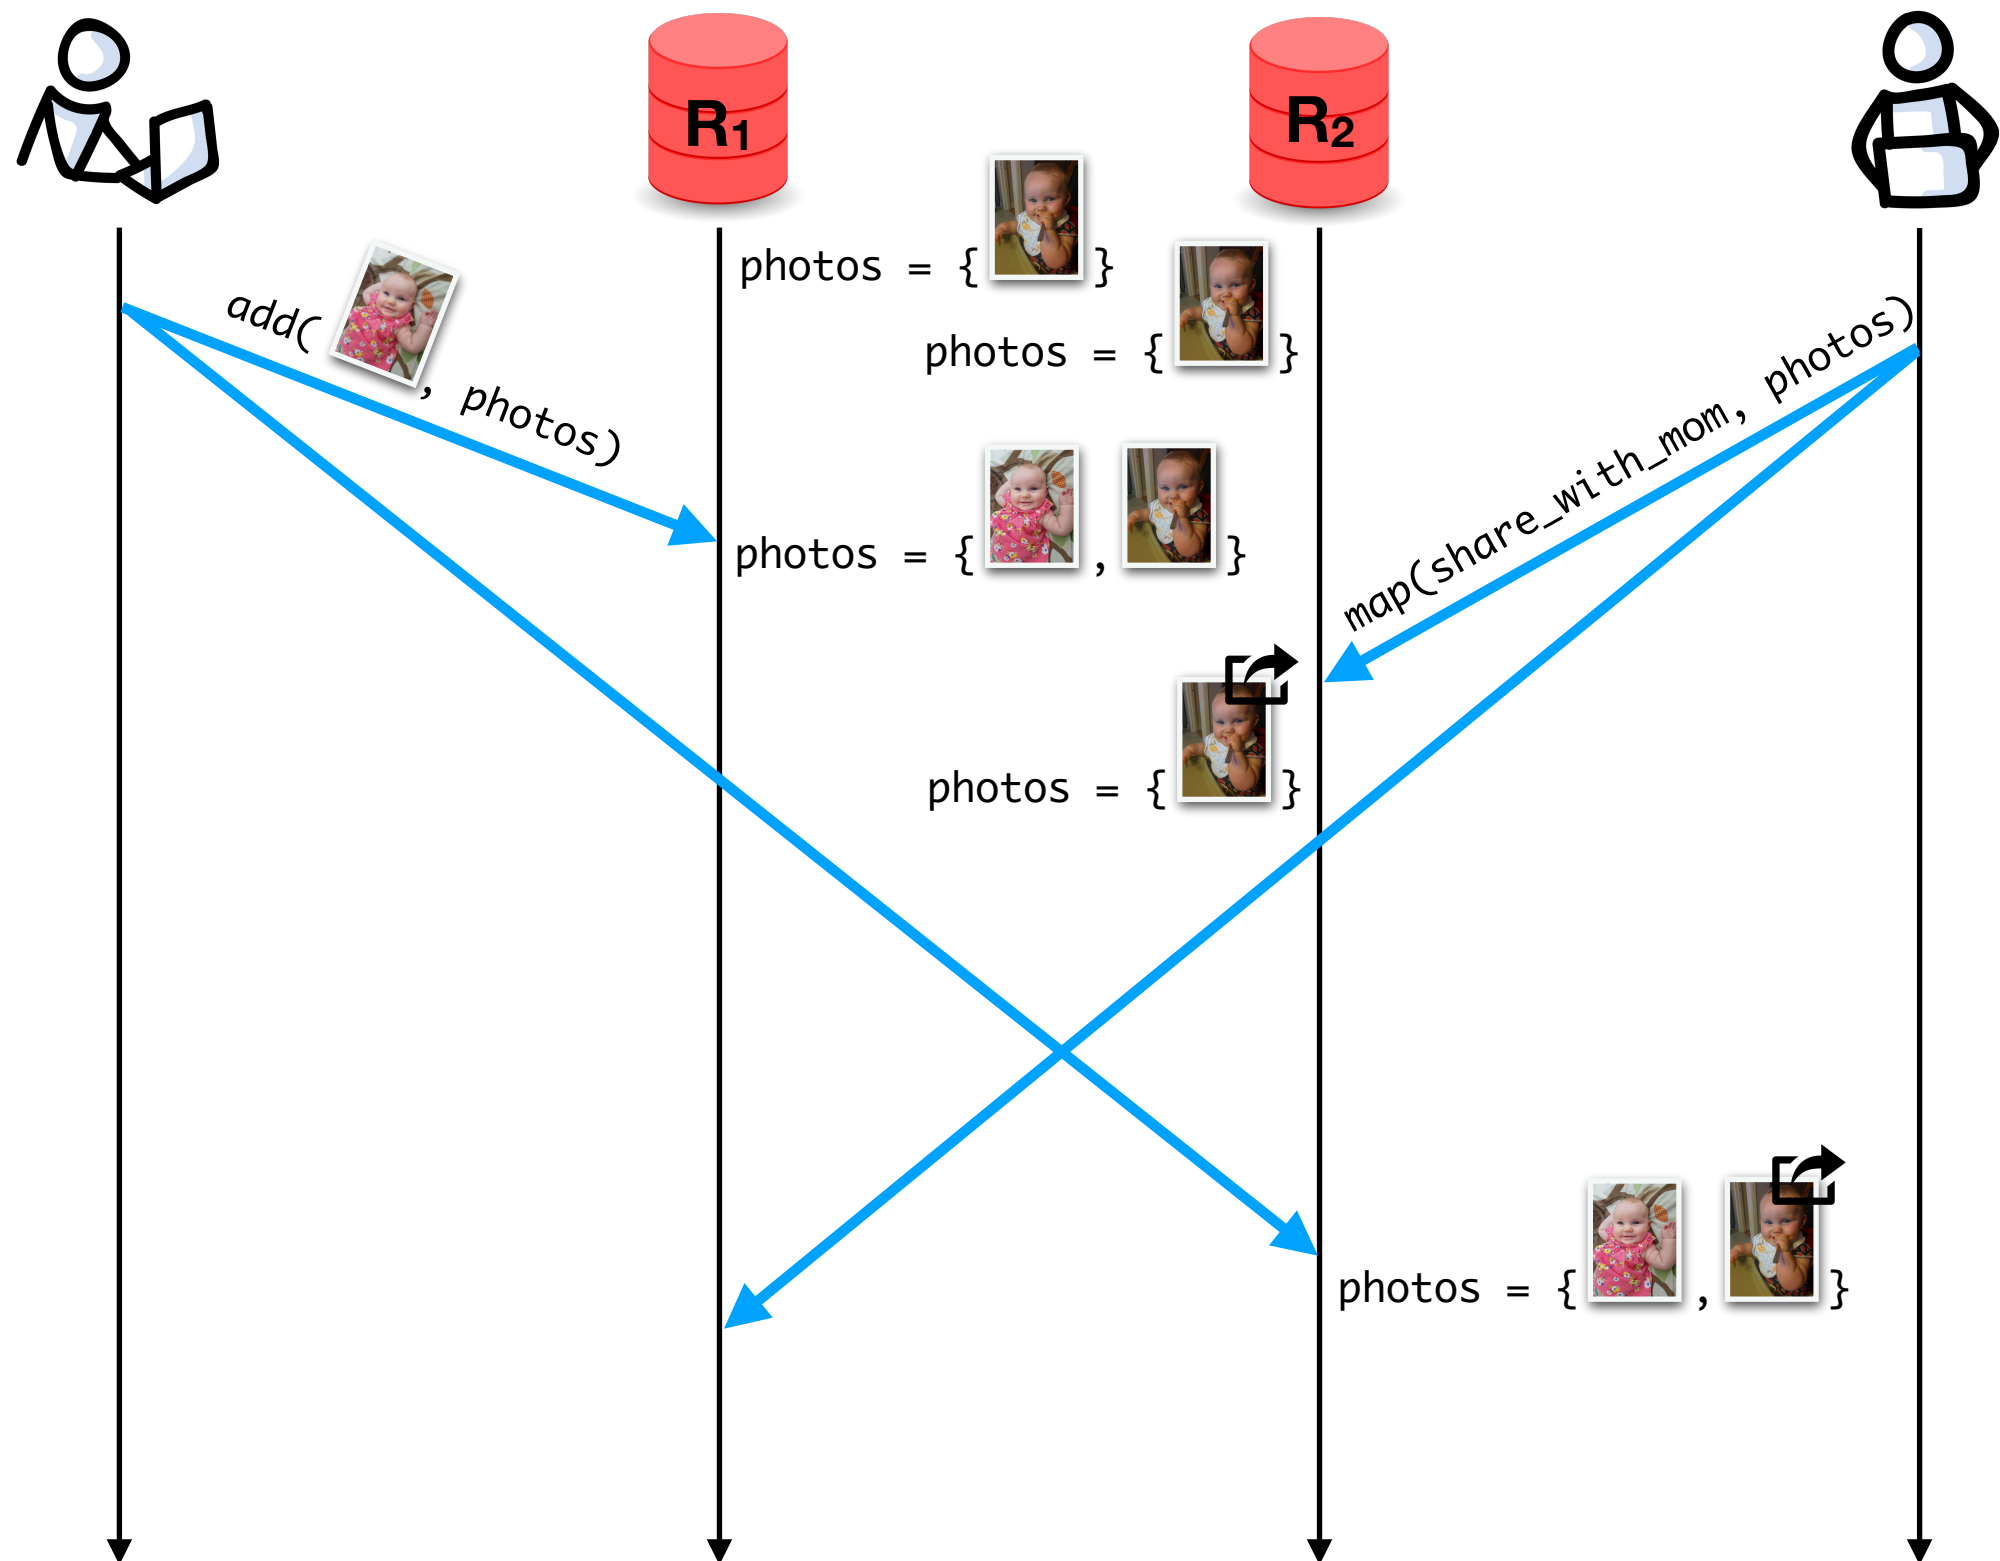 R1
R2
photos = { }
photos = { }
add( , photos)
map(share_with_mom, photos)
photos = { , }
photos = { }
photos = { , }